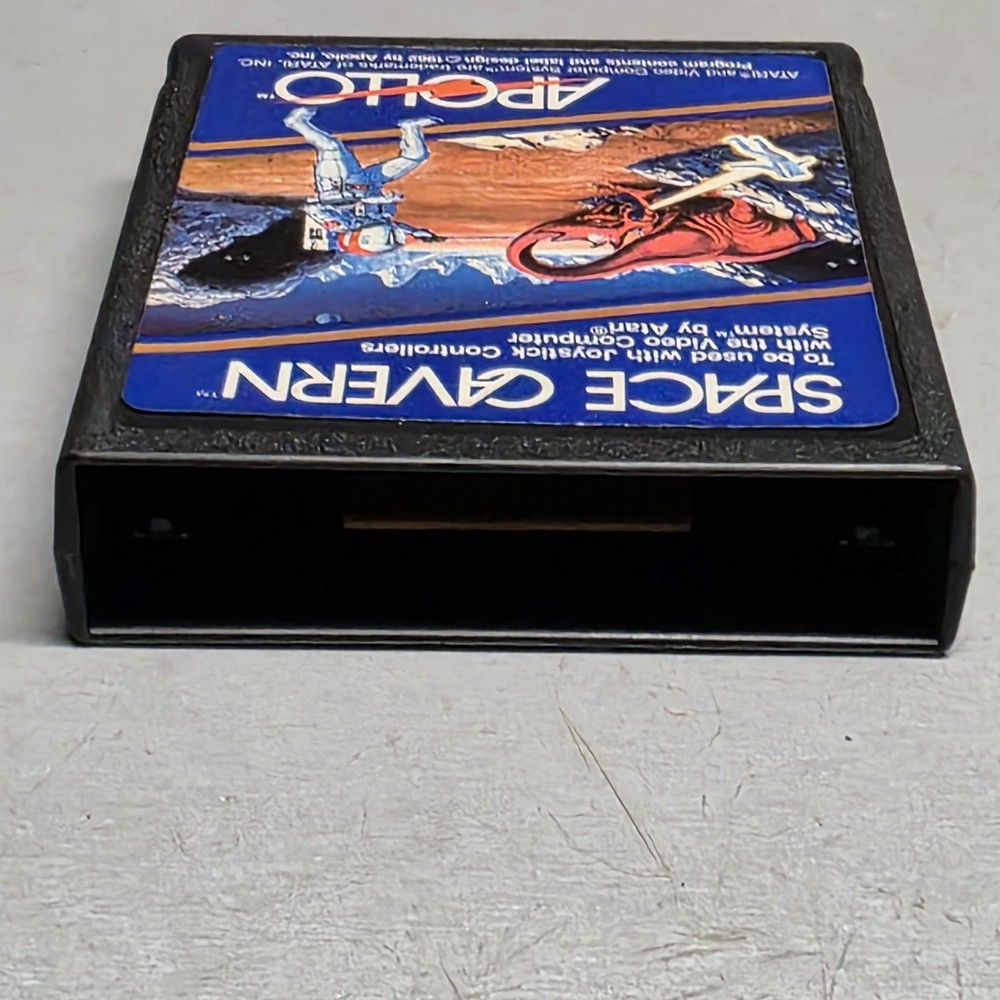 SPACE CAVERN™
To be used with Joystick Controllers
with the Video Computer
System™ by Atari®
APOLLO™
Program contents and label design ©1982 by Apollo, Inc.
ATARI® and Video Computer System™ are trademarks of ATARI, INC.